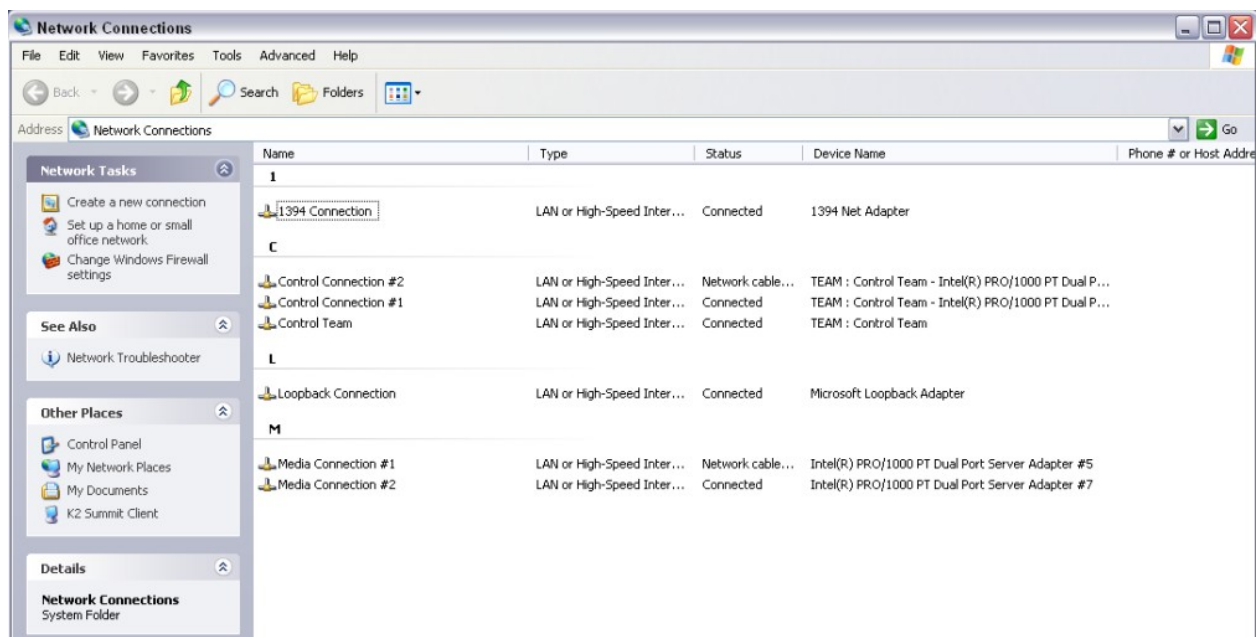 Network Connections
File Edit View Favorites Tools Advanced Help
Back Search Folders
Address Network Connections Go
Network Tasks
Create a new connection
Set up a home or small
office network
Change Windows Firewall
settings
See Also
Network Troubleshooter
Other Places
Control Panel
My Network Places
My Documents
K2 Summit Client
Details
Network Connections
System Folder
Name Type Status Device Name Phone # or Host Addre
1
1394 Connection LAN or High-Speed Inter... Connected 1394 Net Adapter
C
Control Connection #2 LAN or High-Speed Inter... Network cable... TEAM : Control Team - Intel(R) PRO/1000 PT Dual P...
Control Connection #1 LAN or High-Speed Inter... Connected TEAM : Control Team - Intel(R) PRO/1000 PT Dual P...
Control Team LAN or High-Speed Inter... Connected TEAM : Control Team
L
Loopback Connection LAN or High-Speed Inter... Connected Microsoft Loopback Adapter
M
Media Connection #1 LAN or High-Speed Inter... Network cable... Intel(R) PRO/1000 PT Dual Port Server Adapter #5
Media Connection #2 LAN or High-Speed Inter... Connected Intel(R) PRO/1000 PT Dual Port Server Adapter #7